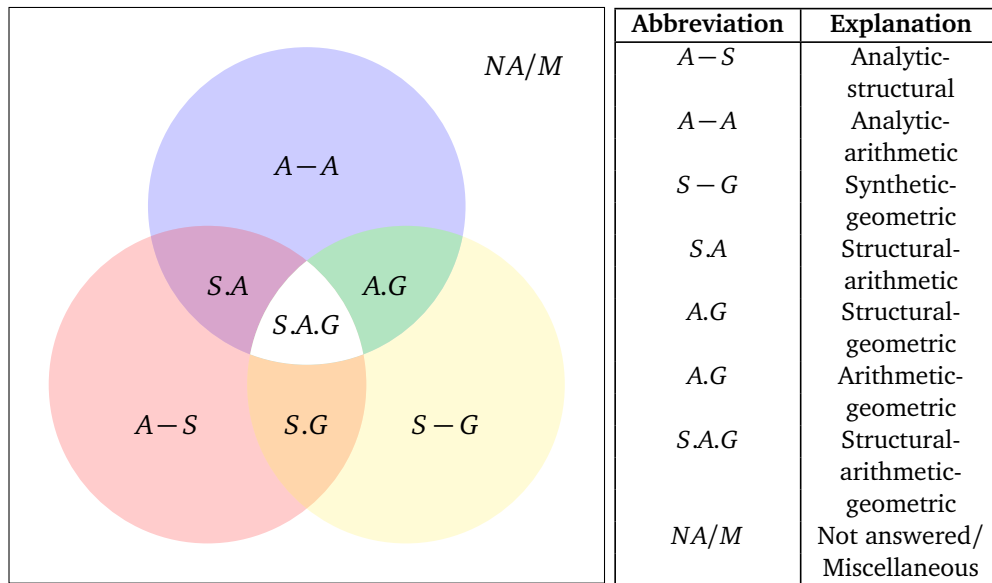 NA/M
A−A
S.A
A.G
S.A.G
A−S
S.G
S−G
Abbreviation Explanation
A−S Analytic-
structural
A−A Analytic-
arithmetic
S−G Synthetic-
geometric
S.A Structural-
arithmetic
A.G Structural-
geometric
A.G Arithmetic-
geometric
S.A.G Structural-
arithmetic-
geometric
NA/M Not answered/
Miscellaneous